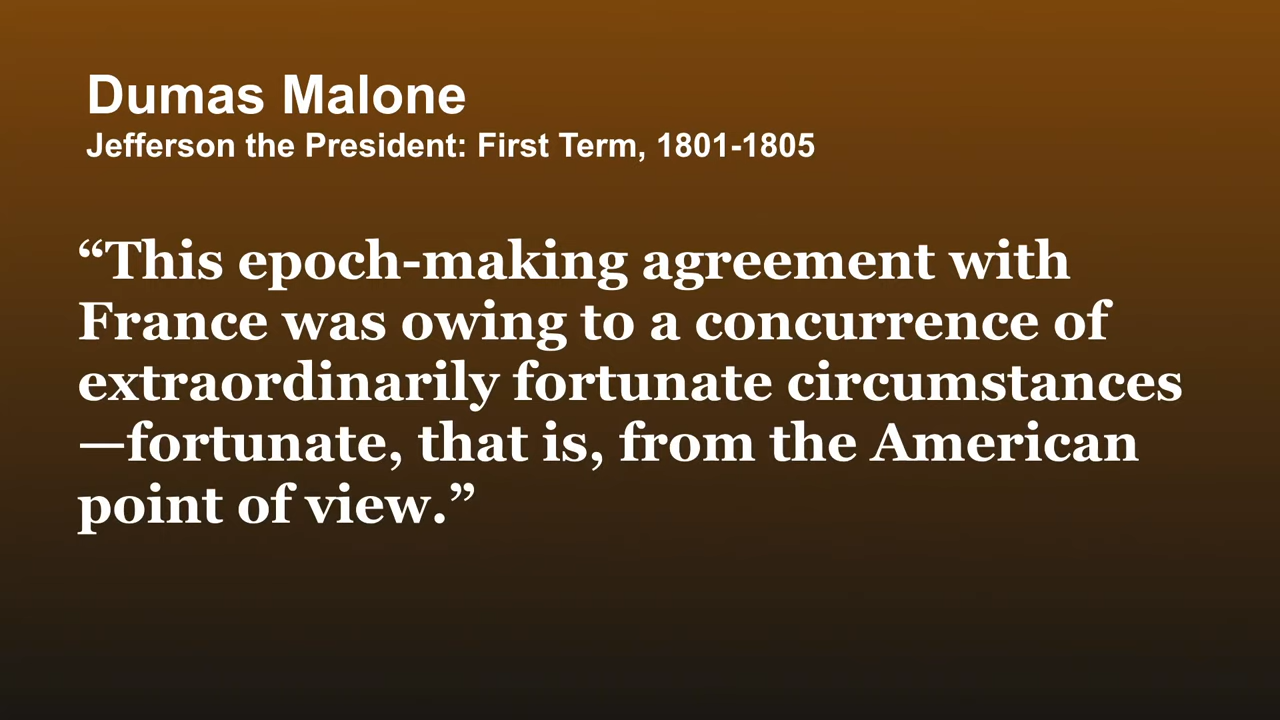 Dumas Malone
Jefferson the President: First Term, 1801-1805
“This epoch-making agreement with
France was owing to a concurrence of
extraordinarily fortunate circumstances
—fortunate, that is, from the American
point of view.”